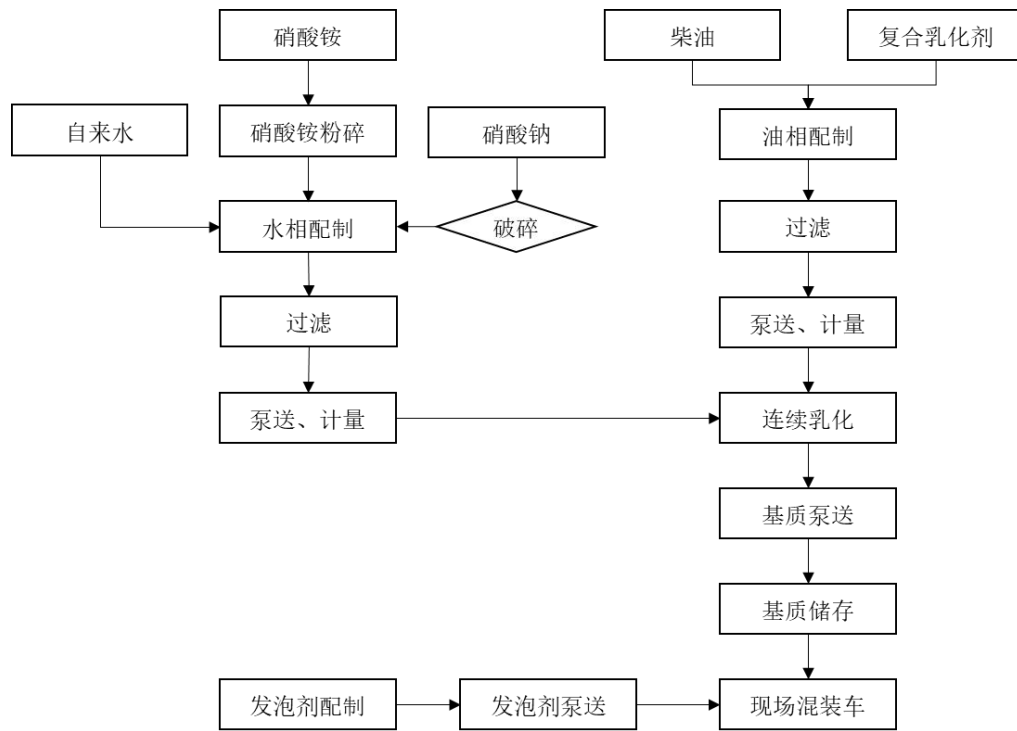 硝酸铵
柴油
复合乳化剂
自来水
硝酸铵粉碎
硝酸钠
油相配制
水相配制
破碎
过滤
过滤
泵送、计量
泵送、计量
连续乳化
基质泵送
基质储存
发泡剂配制
发泡剂泵送
现场混装车